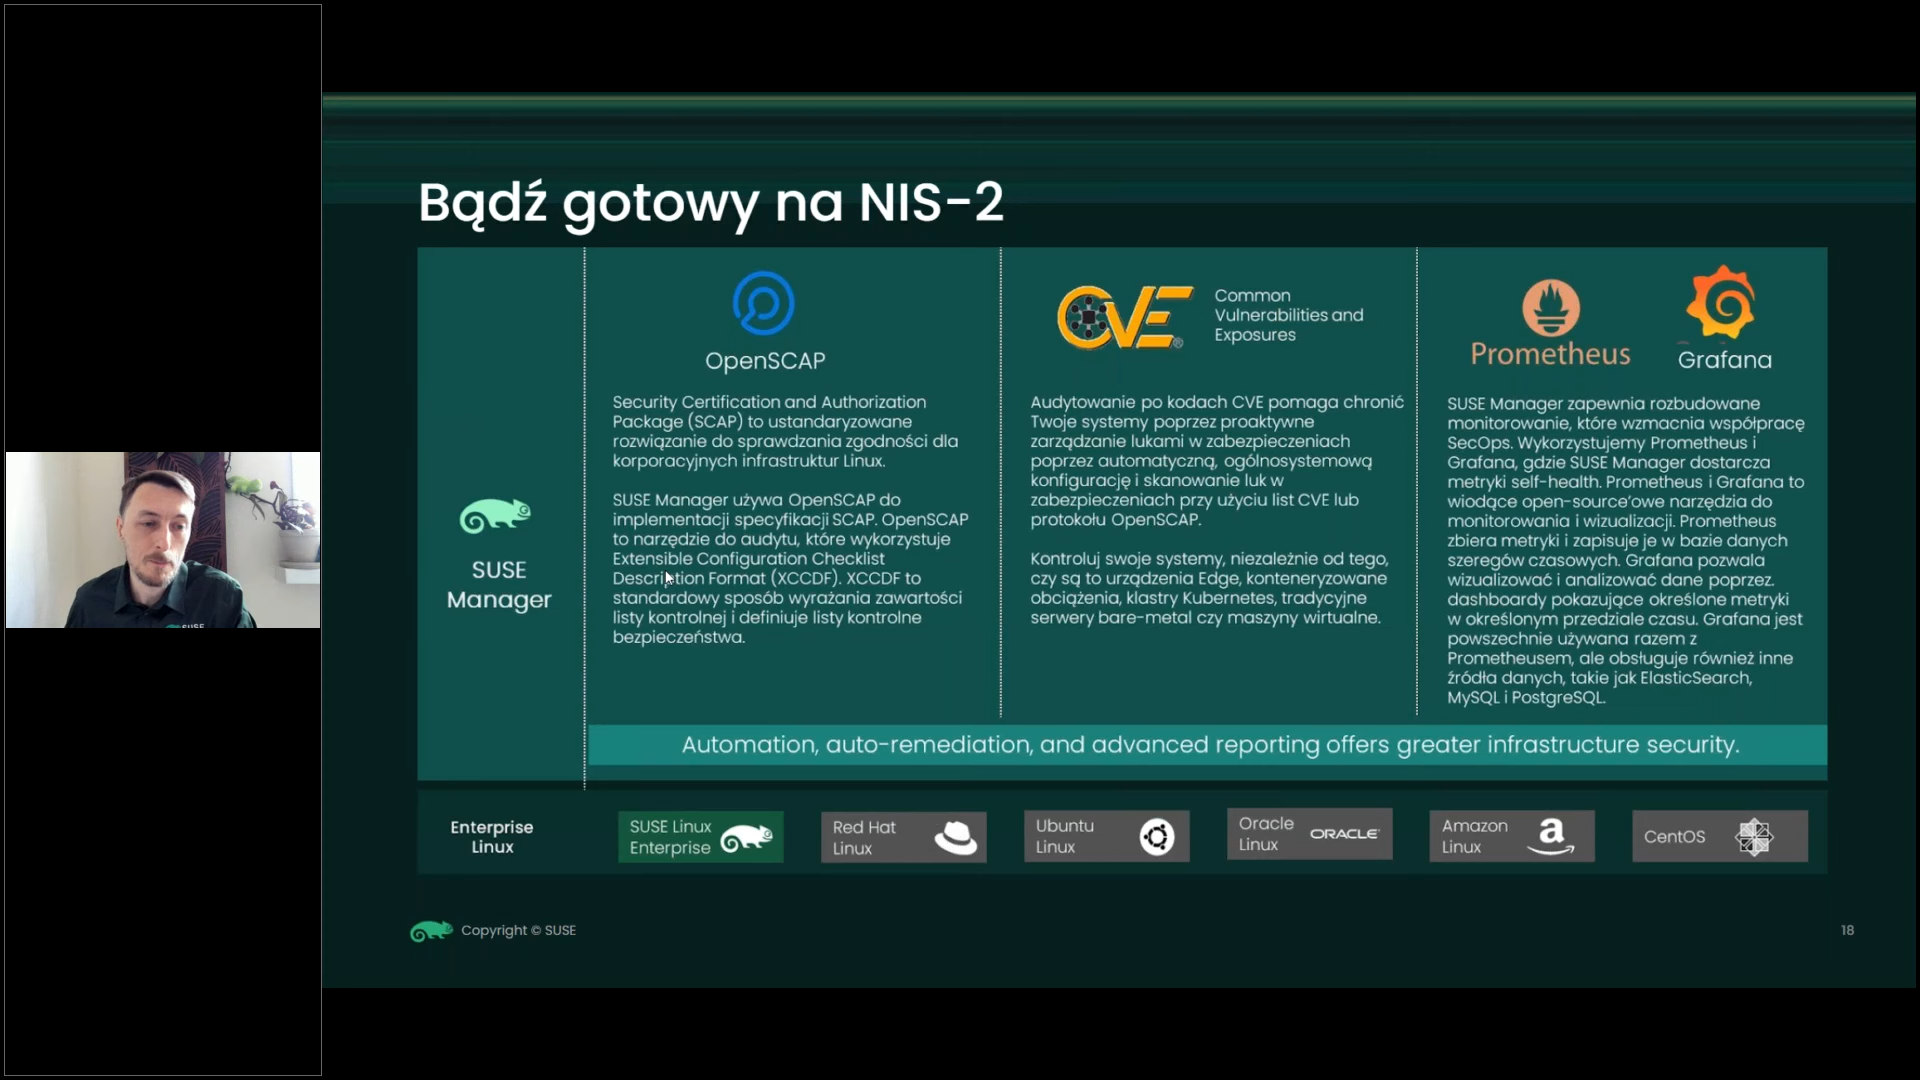 Bądź gotowy na NIS-2
SUSE
Manager
OpenSCAP
Security Certification and Authorization
Package (SCAP) to ustandaryzowane
rozwiązanie do sprawdzania zgodności dla
korporacyjnych infrastruktur Linux.
SUSE Manager używa OpenSCAP do
implementacji specyfikacji SCAP. OpenSCAP
to narzędzie do audytu, które wykorzystuje
Extensible Configuration Checklist
Description Format (XCCDF). XCCDF to
standardowy sposób wyrażania zawartości
listy kontrolnej i definiuje listy kontrolne
bezpieczeństwa.
CVE
Common
Vulnerabilities and
Exposures
Audytowanie po kodach CVE pomaga chronić
Twoje systemy poprzez proaktywne
zarządzanie lukami w zabezpieczeniach
poprzez automatyczną, ogólnosystemową
konfigurację i skanowanie luk w
zabezpieczeniach przy użyciu list CVE lub
protokołu OpenSCAP.
Kontroluj swoje systemy, niezależnie od tego,
czy są to urządzenia Edge, konteneryzowane
obciążenia, klastry Kubernetes, tradycyjne
serwery bare-metal czy maszyny wirtualne.
Prometheus
Grafana
SUSE Manager zapewnia rozbudowane
monitorowanie, które wzmacnia współpracę
SecOps. Wykorzystujemy Prometheus i
Grafana, gdzie SUSE Manager dostarcza
metryki self-health. Prometheus i Grafana to
wiodące open-source'owe narzędzia do
monitorowania i wizualizacji. Prometheus
zbiera metryki i zapisuje je w bazie danych
szeregów czasowych. Grafana pozwala
wizualizować i analizować dane poprzez.
dashboardy pokazujące określone metryki
w określonym przedziale czasu. Grafana jest
powszechnie używana razem z
Prometheusem, ale obsługuje również inne
źródła danych, takie jak ElasticSearch,
MySQL i PostgreSQL.
Automation, auto-remediation, and advanced reporting offers greater infrastructure security.
Enterprise
Linux
SUSE Linux
Enterprise
Red Hat
Linux
Ubuntu
Linux
Oracle
Linux
ORACLE
Amazon
Linux
a
CentOS
Copyright © SUSE
18
SUSE